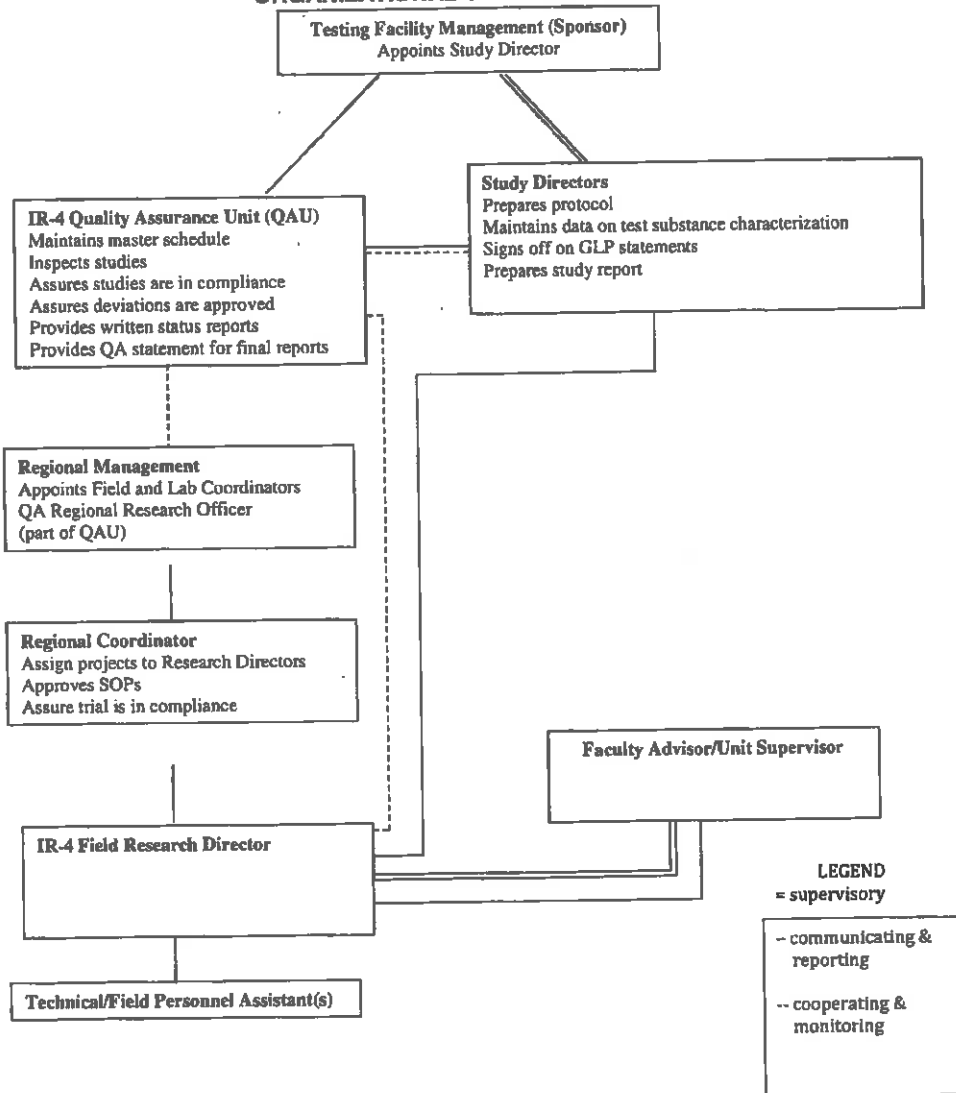 Testing Facility Management (Sponsor)
Appoints Study Director
Study Directors
Prepares protocol
Maintains data on test substance characterization
Signs off on GLP statements
Prepares study report
IR-4 Quality Assurance Unit (QAU)
Maintains master schedule
Inspects studies
Assures studies are in compliance
Assures deviations are approved
Provides written status reports
Provides QA statement for final reports
Regional Management
Appoints Field and Lab Coordinators
QA Regional Research Officer
(part of QAU)
Regional Coordinator
Assign projects to Research Directors
Approves SOPs
Assure trial is in compliance
Faculty Advisor/Unit Supervisor
IR-4 Field Research Director
Technical/Field Personnel Assistant(s)
LEGEND
= supervisory
- communicating &
reporting
-- cooperating &
monitoring